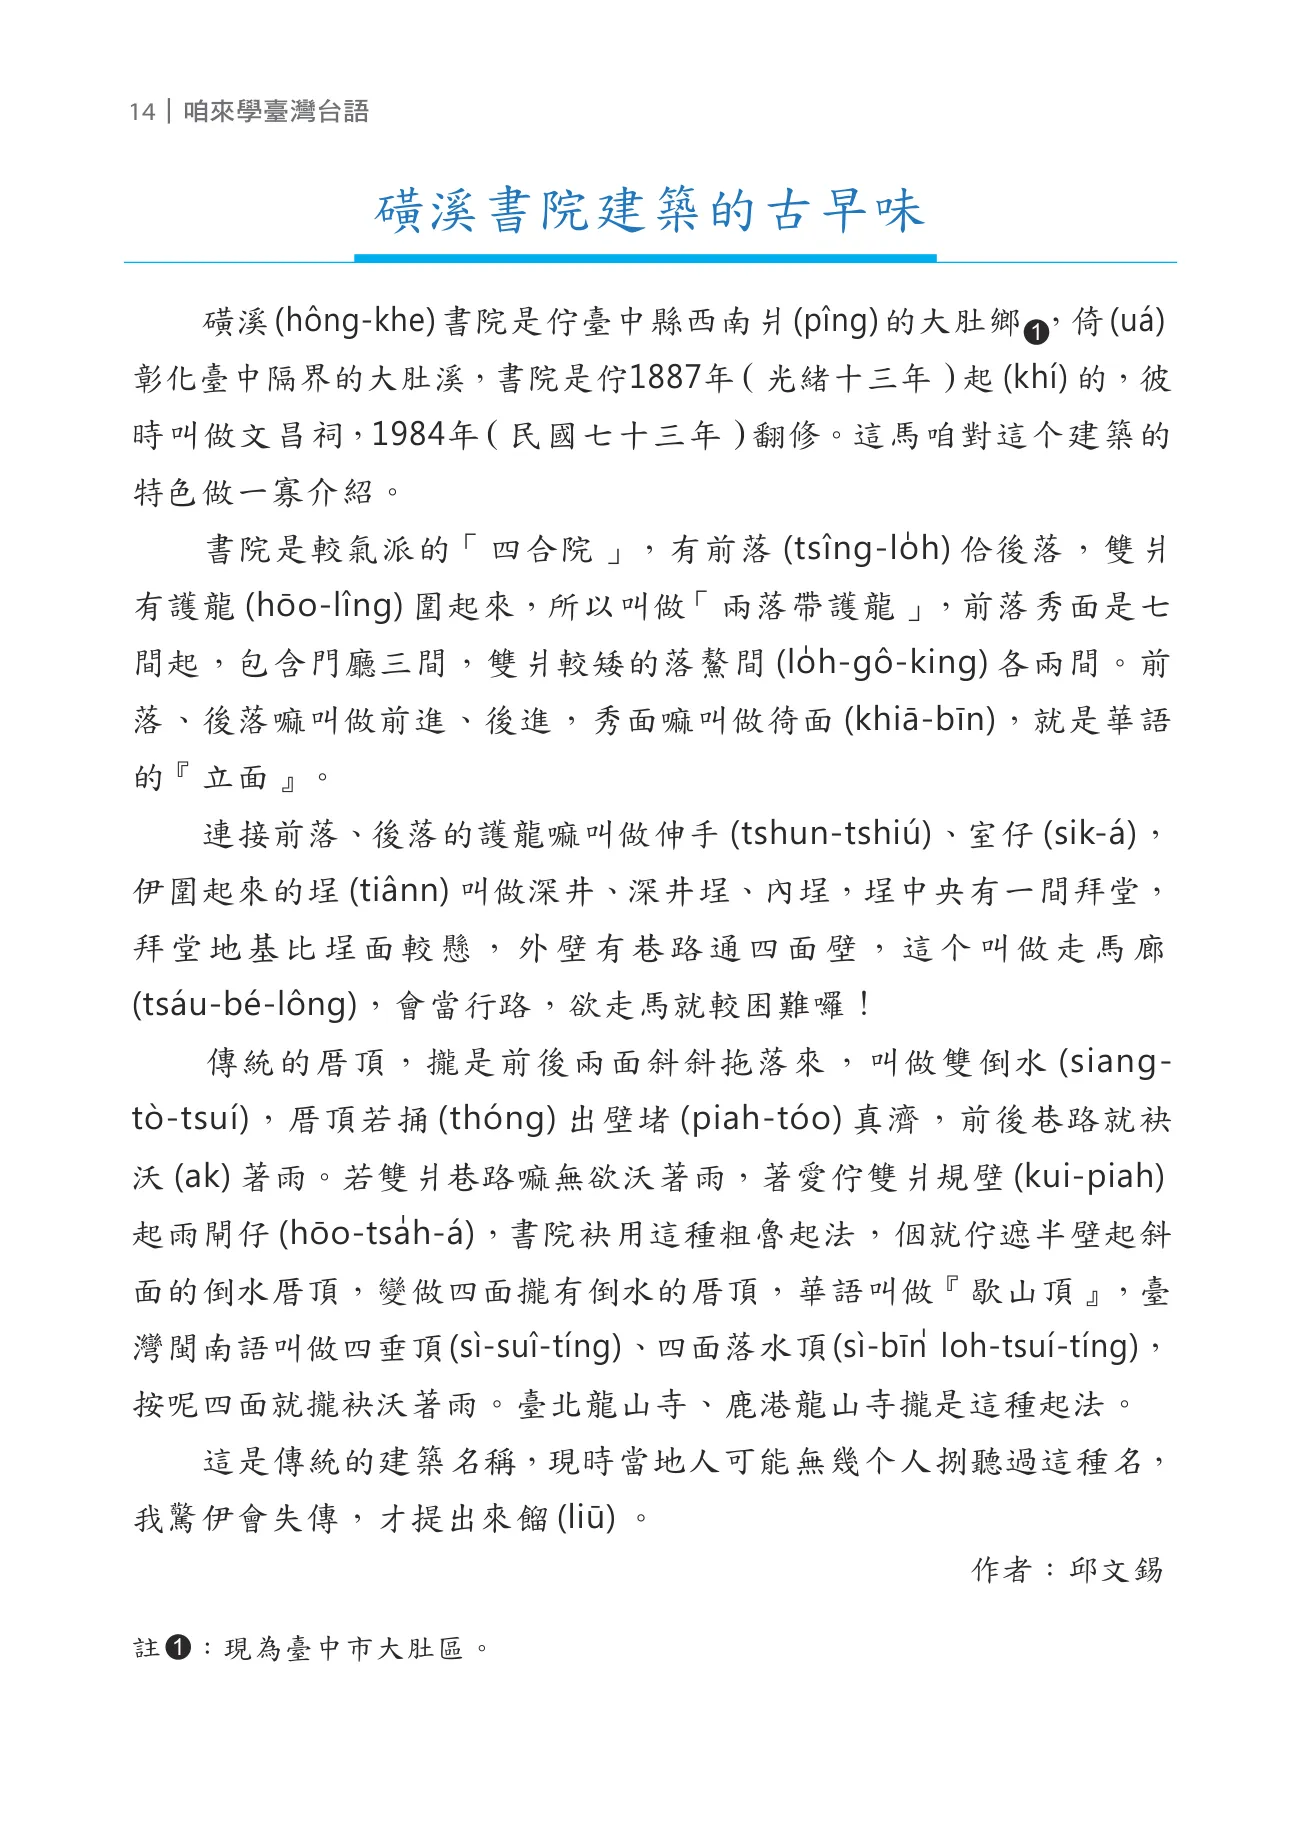 14｜咱來學臺灣台語
磺溪書院建築的古早味
磺溪(hông-khe)書院是佇臺中縣西南爿(pîng)的大肚鄉❶，倚(uá)
彰化臺中隔界的大肚溪，書院是佇1887年（光緒十三年）起(khí)的，彼
時叫做文昌祠，1984年（民國七十三年）翻修。這馬咱對這个建築的
特色做一寡介紹。
書院是較氣派的「四合院」，有前落(tsîng-lo̍h)佮後落，雙爿
有護龍(hōo-lîng)圍起來，所以叫做「兩落帶護龍」，前落秀面是七
間起，包含門廳三間，雙爿較矮的落鰲間(lo̍h-gô-king)各兩間。前
落、後落嘛叫做前進、後進，秀面嘛叫做徛面(khiā-bīn)，就是華語
的『立面』。
連接前落、後落的護龍嘛叫做伸手(tshun-tshiú)、室仔(sik-á)，
伊圍起來的埕(tiânn)叫做深井、深井埕、內埕，埕中央有一間拜堂，
拜堂地基比埕面較懸，外壁有巷路通四面壁，這个叫做走馬廊
(tsáu-bé-lông)，會當行路，欲走馬就較困難囉！
傳統的厝頂，攏是前後兩面斜斜拖落來，叫做雙倒水(siang-
tò-tsuí)，厝頂若捅(thóng)出壁堵(piah-tóo)真濟，前後巷路就袂
沃(ak)著雨。若雙爿巷路嘛無欲沃著雨，著愛佇雙爿規壁(kui-piah)
起雨閘仔(hōo-tsa̍h-á)，書院袂用這種粗魯起法，𪜶就佇遮半壁起斜
面的倒水厝頂，變做四面攏有倒水的厝頂，華語叫做『歇山頂』，臺
灣閩南語叫做四垂頂(sì-suî-tíng)、四面落水頂(sì-bīn̍ loh-tsuí-tíng)，
按呢四面就攏袂沃著雨。臺北龍山寺、鹿港龍山寺攏是這種起法。
這是傳統的建築名稱，現時當地人可能無幾个人捌聽過這種名，
我驚伊會失傳，才提出來餾(liū)。
作者：邱文錫
註❶：現為臺中市大肚區。